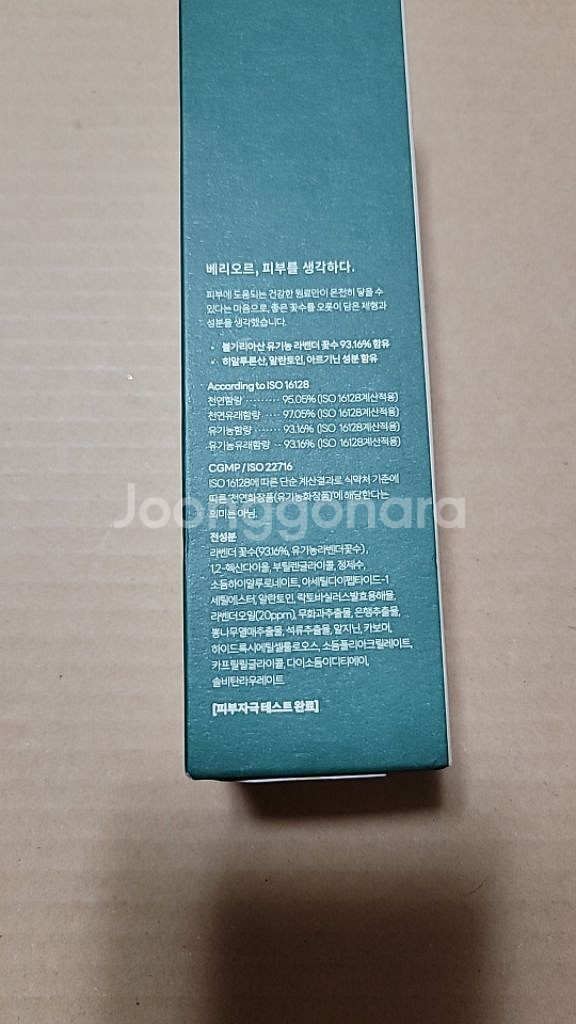 베리오르, 피부를 생각하다.
피부에 도움되는 건강한 원료만이 온전히 닿을 수
있다는 마음으로, 좋은 꽃수를 오롯이 담은 제형과
성분을 생각했습니다.
• 불가리아산 유기농 라벤더 꽃수 93.16% 함유
• 히알루론산, 알란토인, 아르기닌 성분 함유
According to ISO 16128
천연함량 ········· 95.05% (ISO 16128계산적용)
천연유래함량 ····· 97.05% (ISO 16128계산적용)
유기농함량 ······· 93.16% (ISO 16128계산적용)
유기농유래함량 ·· 93.16% (ISO 16128계산적용)
CGMP / ISO 22716
ISO 16128에 따른 단순 계산결과로 식약처 기준에
따른 '천연화장품(유기농화장품)'에 해당한다는
의미는 아님.
Joonggonara
전성분
라벤더 꽃수(93.16%, 유기농라벤더꽃수),
1,2-헥산다이올, 부틸렌글라이콜, 정제수,
소듐하이알루로네이트, 아세틸다이펩타이드-1
세틸에스터, 알란토인, 락토바실러스발효용해물,
라벤더오일(20ppm), 무화과추출물, 은행추출물,
뽕나무열매추출물, 석류추출물, 알지닌, 카보머,
하이드록시에틸셀룰로오스, 소듐폴리아크릴레이트,
카프릴릴글라이콜, 다이소듐이디티에이,
솔비탄라우레이트
[피부자극 테스트 완료]